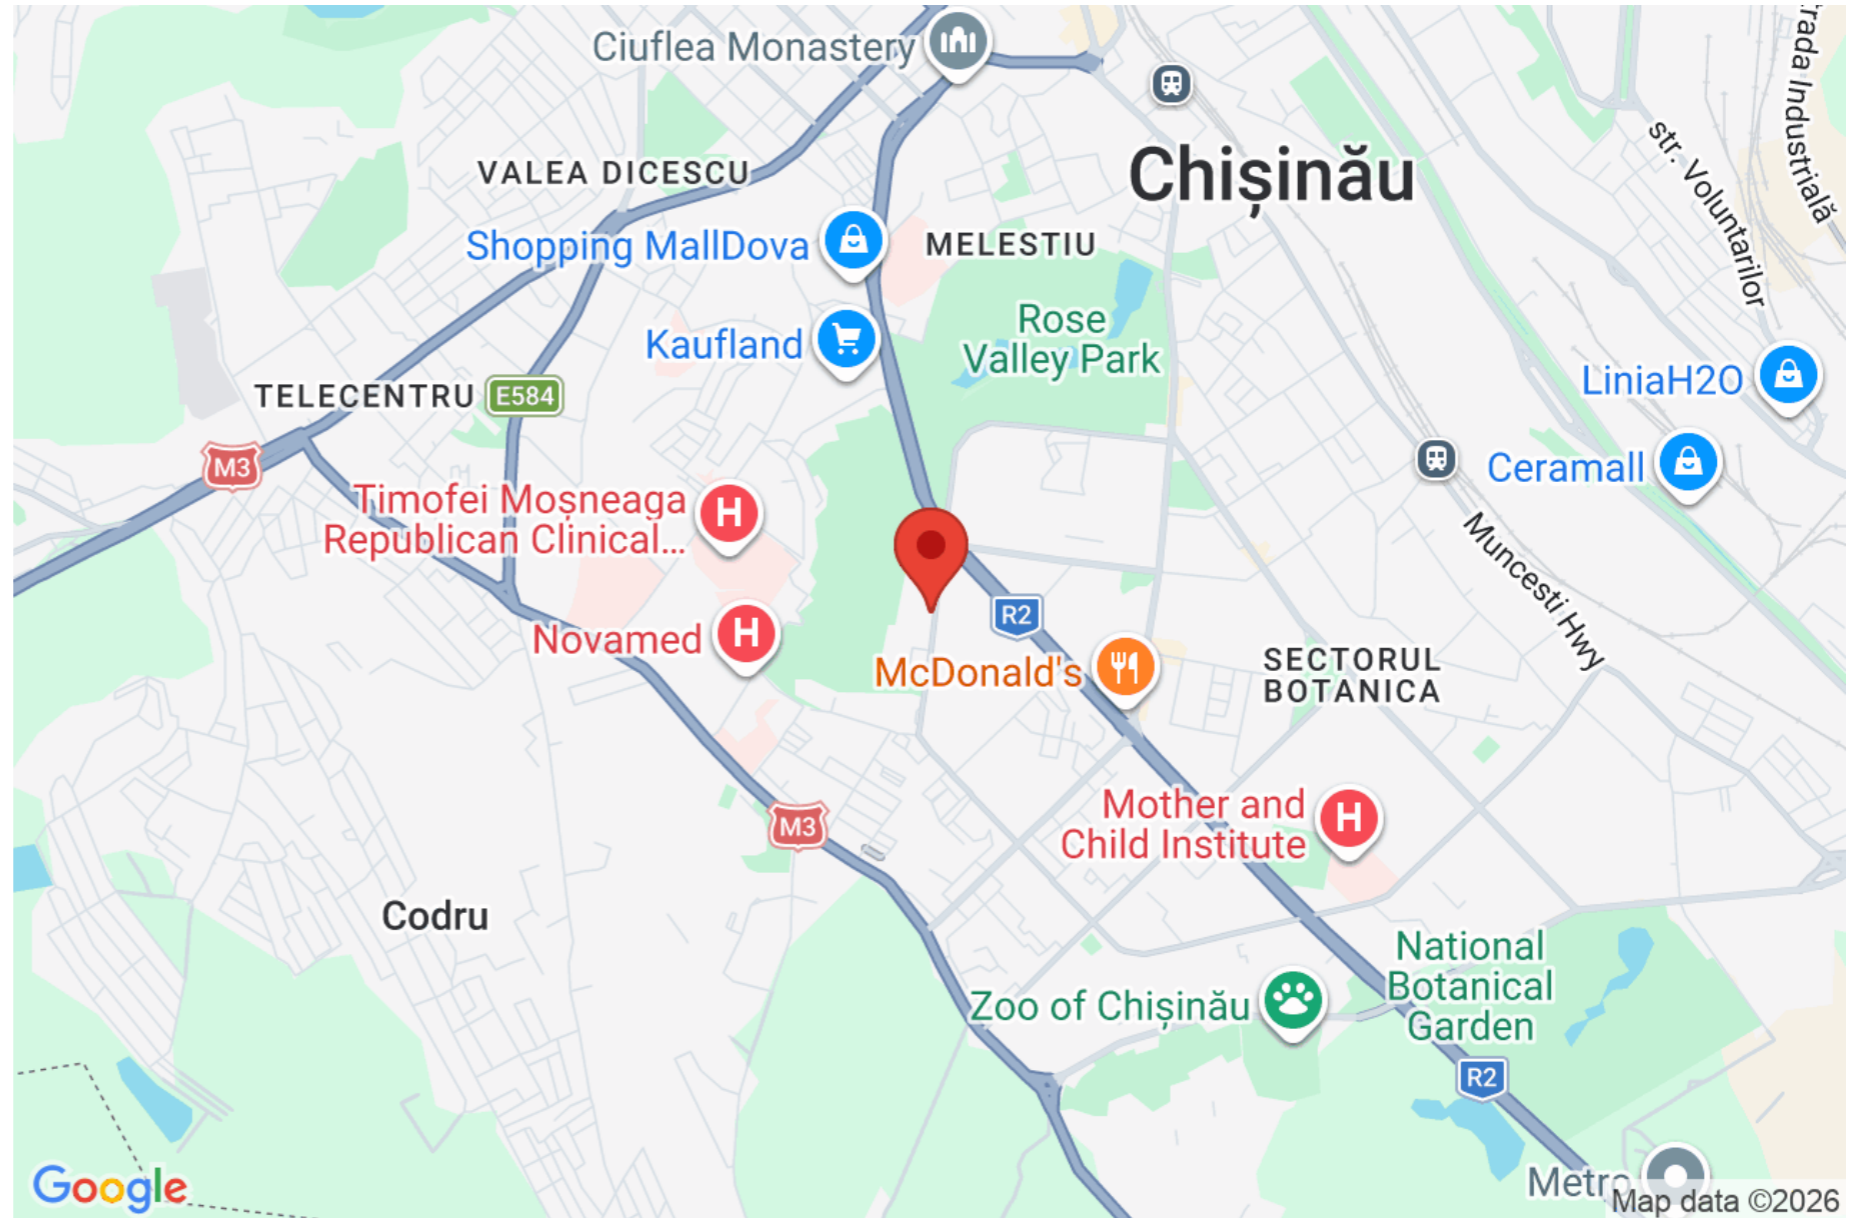 Ciuflea Monastery
Chișinău
strada Industrială
str. Voluntarilor
VALEA DICESCU
Shopping MallDova
MELESTIU
Rose
Valley Park
Kaufland
LiniaH2O
TELECENTRU
E584
M3
Ceramall
Timofei Moșneaga
Republican Clinical...
Muncesti Hwy
R2
Novamed
McDonald's
SECTORUL
BOTANICA
Mother and
Child Institute
M3
Codru
National
Botanical
Garden
Zoo of Chișinău
R2
Metro
Google
Map data ©2026